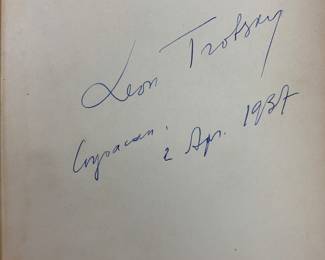 Leon Trotsky
Coyoacan.
2 Apr. 1937